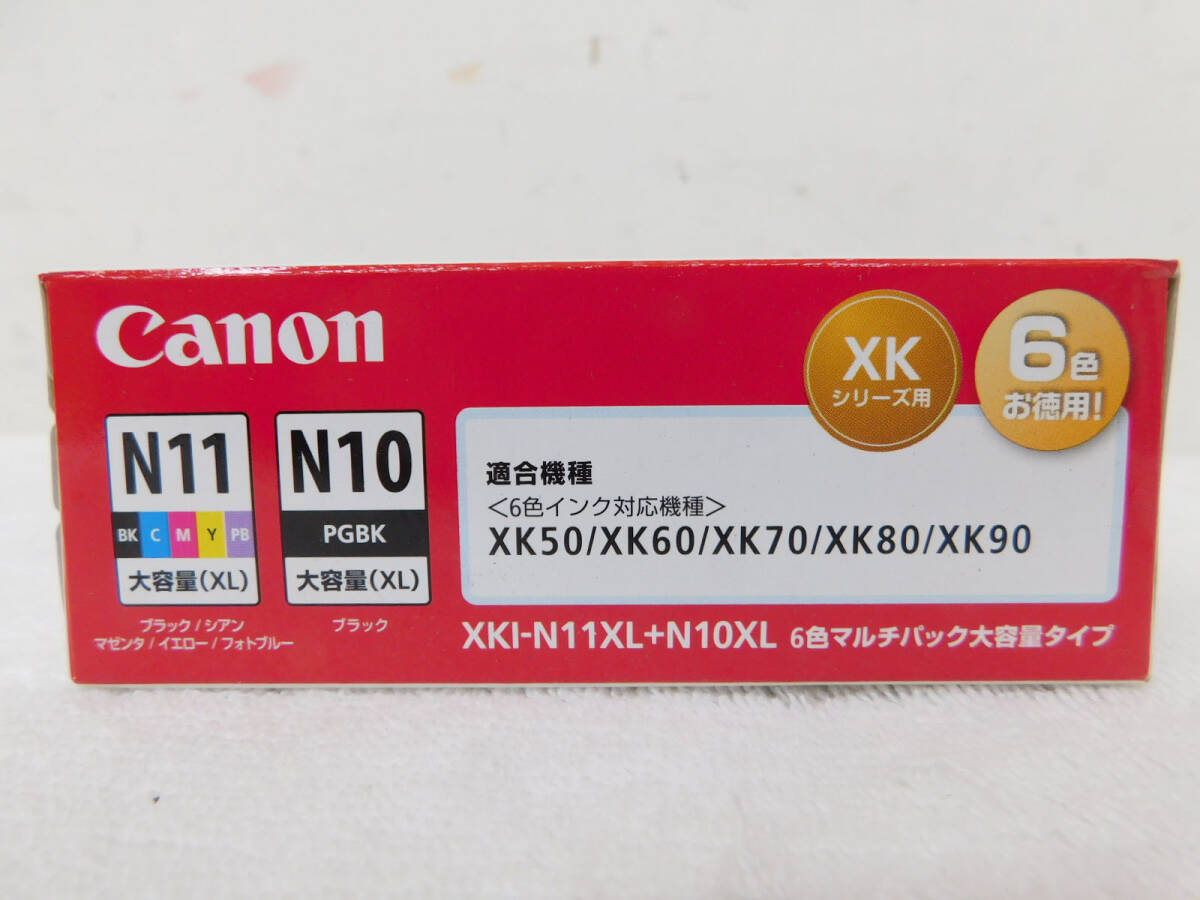 Canon
XK
シリーズ用
6色
お徳用!
N11
BK C M Y PB
大容量(XL)
ブラック/シアン
マゼンタ/イエロー/フォトブルー
N10
PGBK
大容量(XL)
ブラック
適合機種
<6色インク対応機種>
XK50/XK60/XK70/XK80/XK90
XKI-N11XL+N10XL 6色マルチパック大容量タイプ